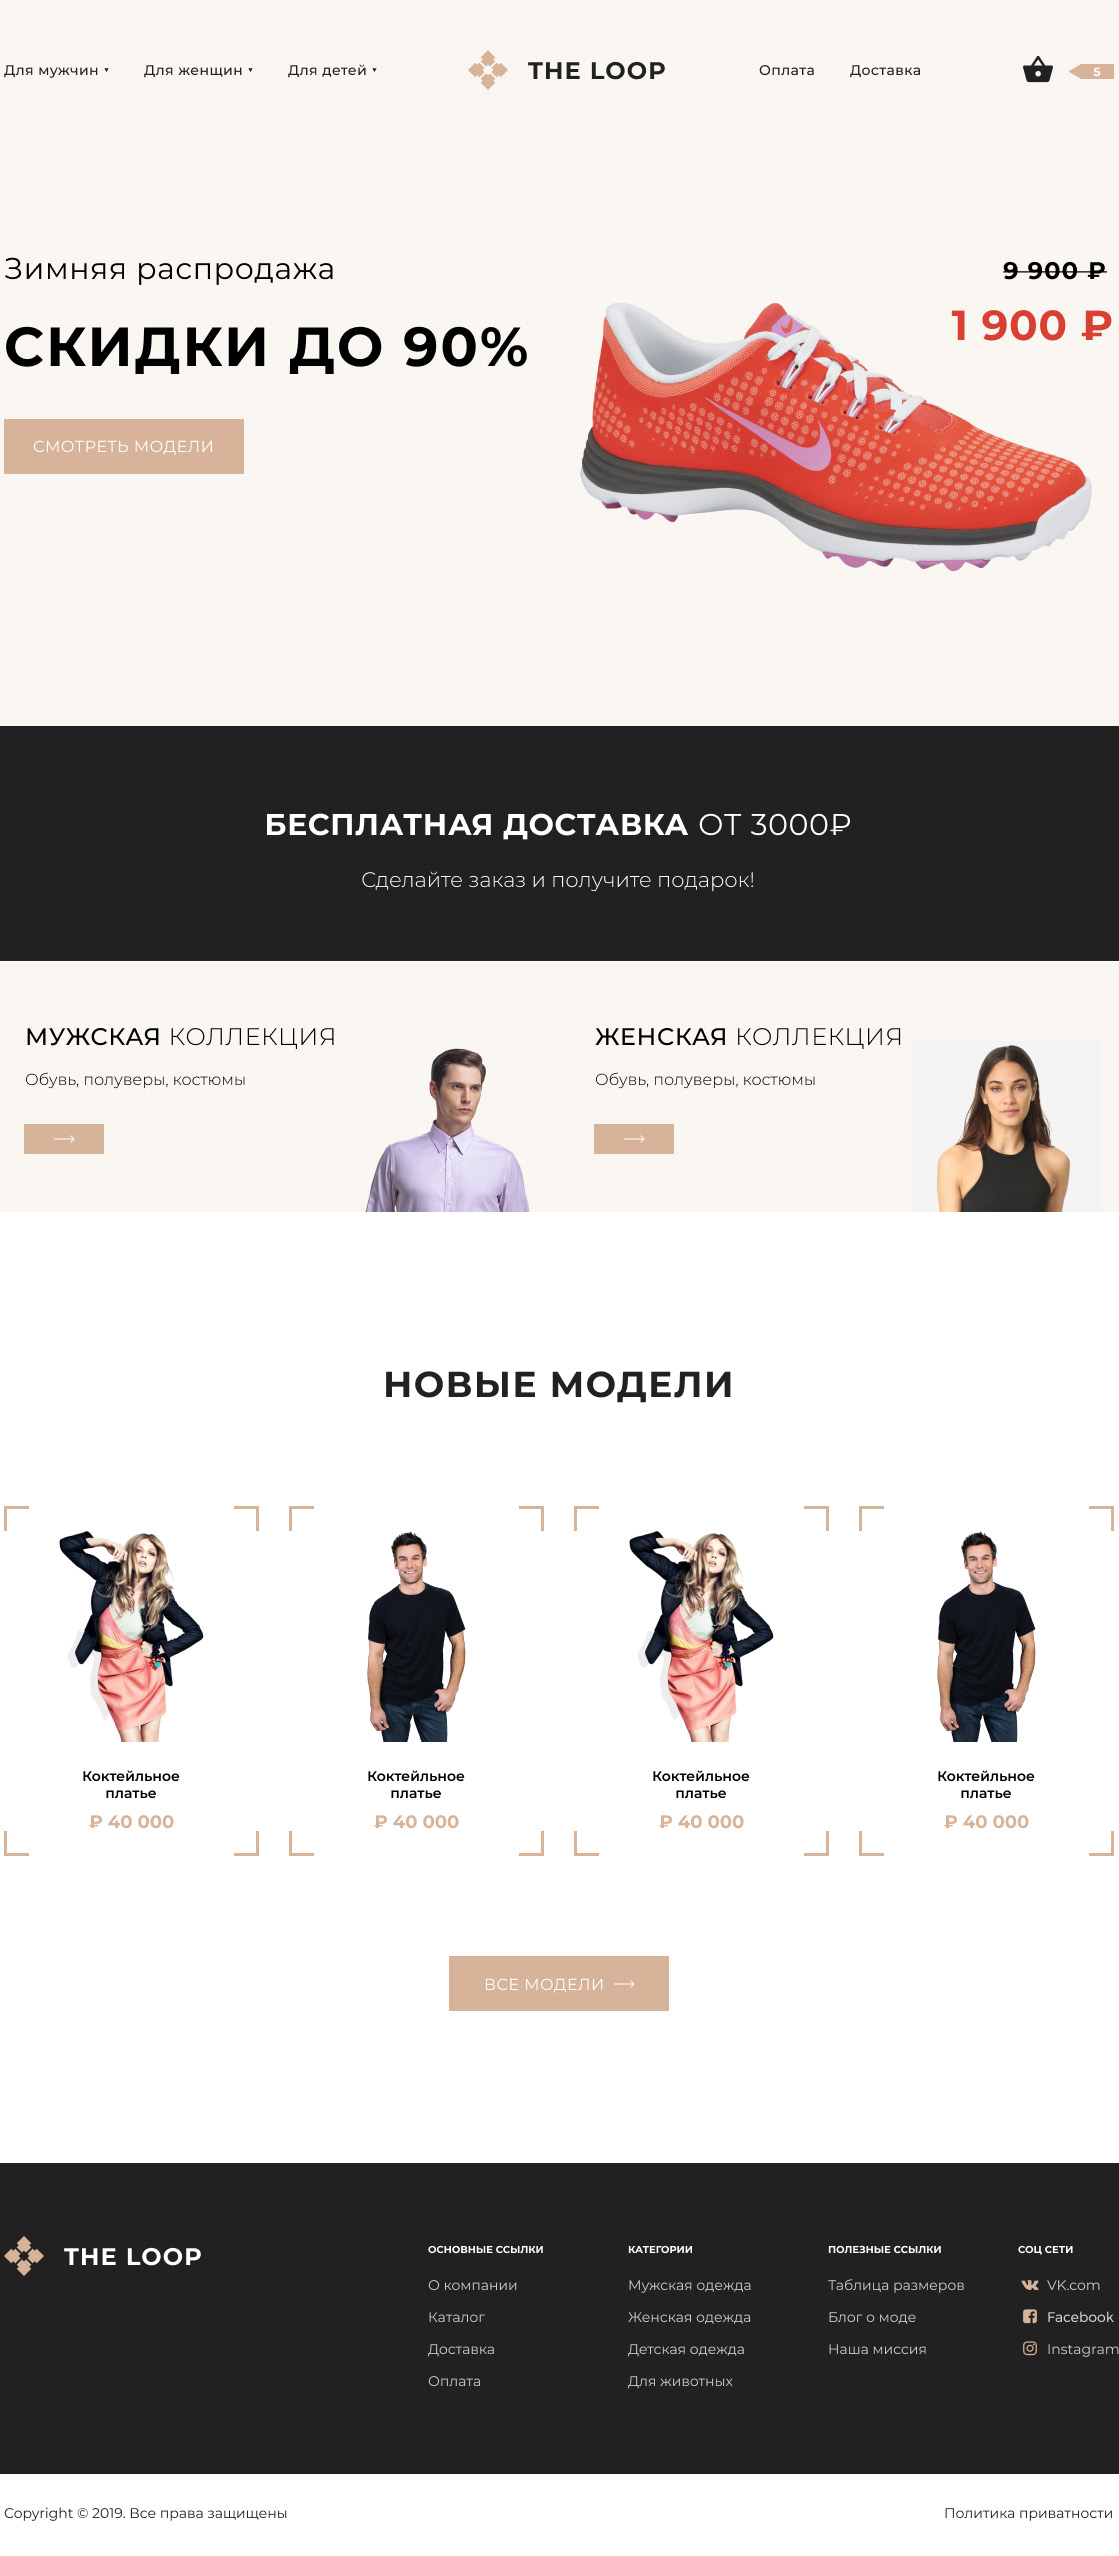 Для мужчин
Для женщин
Для детей
THE LOOP
Оплата
Доставка
5
Зимняя распродажа
СКИДКИ ДО 90%
СМОТРЕТЬ МОДЕЛИ
9 900 ₽
1 900 ₽
БЕСПЛАТНАЯ ДОСТАВКА ОТ 3000₽
Сделайте заказ и получите подарок!
МУЖСКАЯ КОЛЛЕКЦИЯ
Обувь, полуверы, костюмы
ЖЕНСКАЯ КОЛЛЕКЦИЯ
Обувь, полуверы, костюмы
НОВЫЕ МОДЕЛИ
Коктейльное
платье
₽ 40 000
Коктейльное
платье
₽ 40 000
Коктейльное
платье
₽ 40 000
Коктейльное
платье
₽ 40 000
ВСЕ МОДЕЛИ
THE LOOP
ОСНОВНЫЕ ССЫЛКИ
О компании
Каталог
Доставка
Оплата
КАТЕГОРИИ
Мужская одежда
Женская одежда
Детская одежда
Для животных
ПОЛЕЗНЫЕ ССЫЛКИ
Таблица размеров
Блог о моде
Наша миссия
СОЦ СЕТИ
VK.com
Facebook
Instagram
Copyright © 2019. Все права защищены
Политика приватности